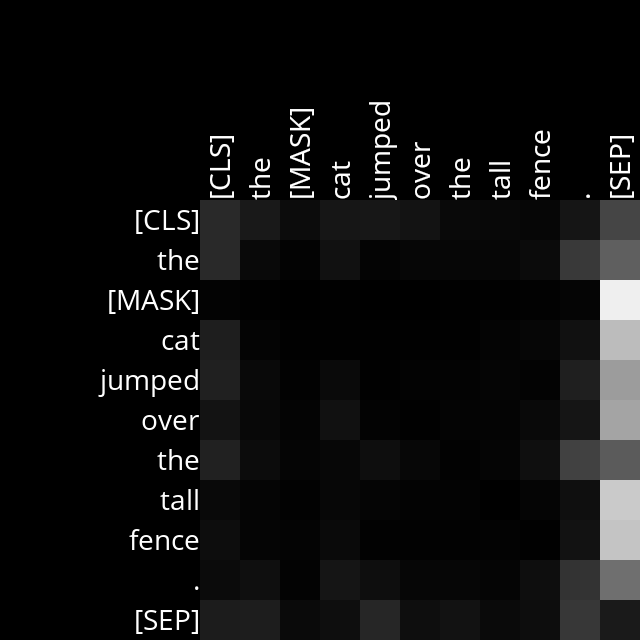 [CLS] the [MASK] cat jumped over the tall fence . [SEP]
[CLS]
the
[MASK]
cat
jumped
over
the
tall
fence
.
[SEP]